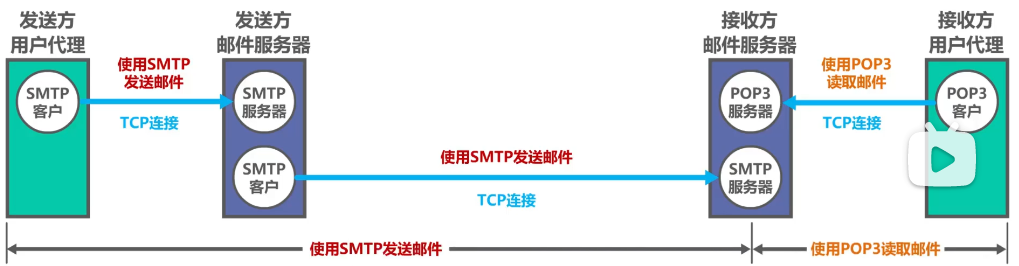 发送方
用户代理
发送方
邮件服务器
接收方
邮件服务器
接收方
用户代理
SMTP
客户
使用SMTP
发送邮件
TCP连接
SMTP
服务器
SMTP
客户
使用SMTP发送邮件
TCP连接
POP3
服务器
SMTP
服务器
使用POP3
读取邮件
TCP连接
POP3
客户
使用SMTP发送邮件
使用POP3读取邮件